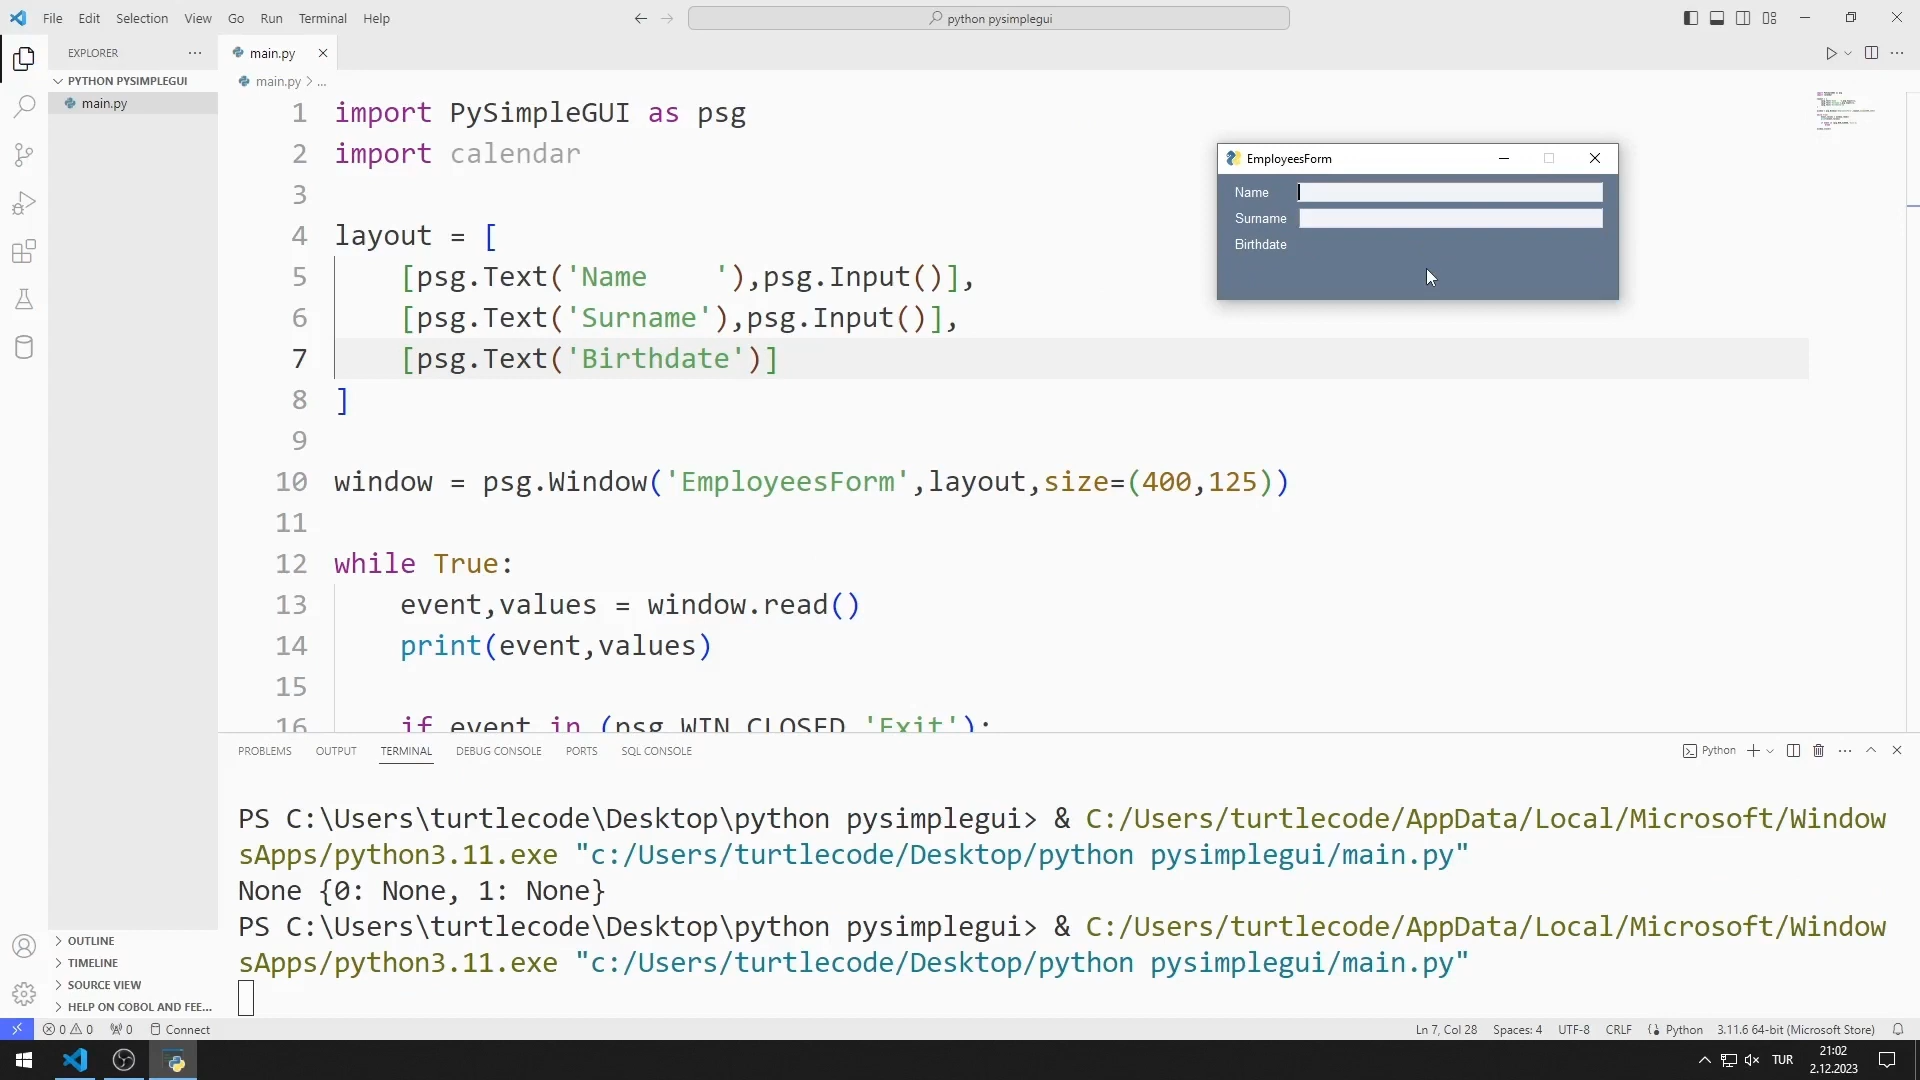 File Edit Selection View Go Run Terminal Help
python pysimplegui
EXPLORER
main.py
PYTHON PYSIMPLEGUI
main.py
main.py > ...
1 import PySimpleGUI as psg
2 import calendar
3
4 layout = [
5 [psg.Text('Name    '),psg.Input()],
6 [psg.Text('Surname'),psg.Input()],
7 [psg.Text('Birthdate')]
8 ]
9
10 window = psg.Window('EmployeesForm',layout,size=(400,125))
11
12 while True:
13 event,values = window.read()
14 print(event,values)
15
16 if event in (psg.WIN_CLOSED,'Exit'):
EmployeesForm
Name
Surname
Birthdate
PROBLEMS OUTPUT TERMINAL DEBUG CONSOLE PORTS SQL CONSOLE
Python
PS C:\Users\turtlecode\Desktop\python pysimplegui> & C:/Users/turtlecode/AppData/Local/Microsoft/Window
sApps/python3.11.exe "c:/Users/turtlecode/Desktop/python pysimplegui/main.py"
None {0: None, 1: None}
PS C:\Users\turtlecode\Desktop\python pysimplegui> & C:/Users/turtlecode/AppData/Local/Microsoft/Window
sApps/python3.11.exe "c:/Users/turtlecode/Desktop/python pysimplegui/main.py"
OUTLINE
TIMELINE
SOURCE VIEW
HELP ON COBOL AND FEE...
0 0 0 Connect
Ln 7, Col 28 Spaces: 4 UTF-8 CRLF Python 3.11.6 64-bit (Microsoft Store)
TUR
21:02
2.12.2023